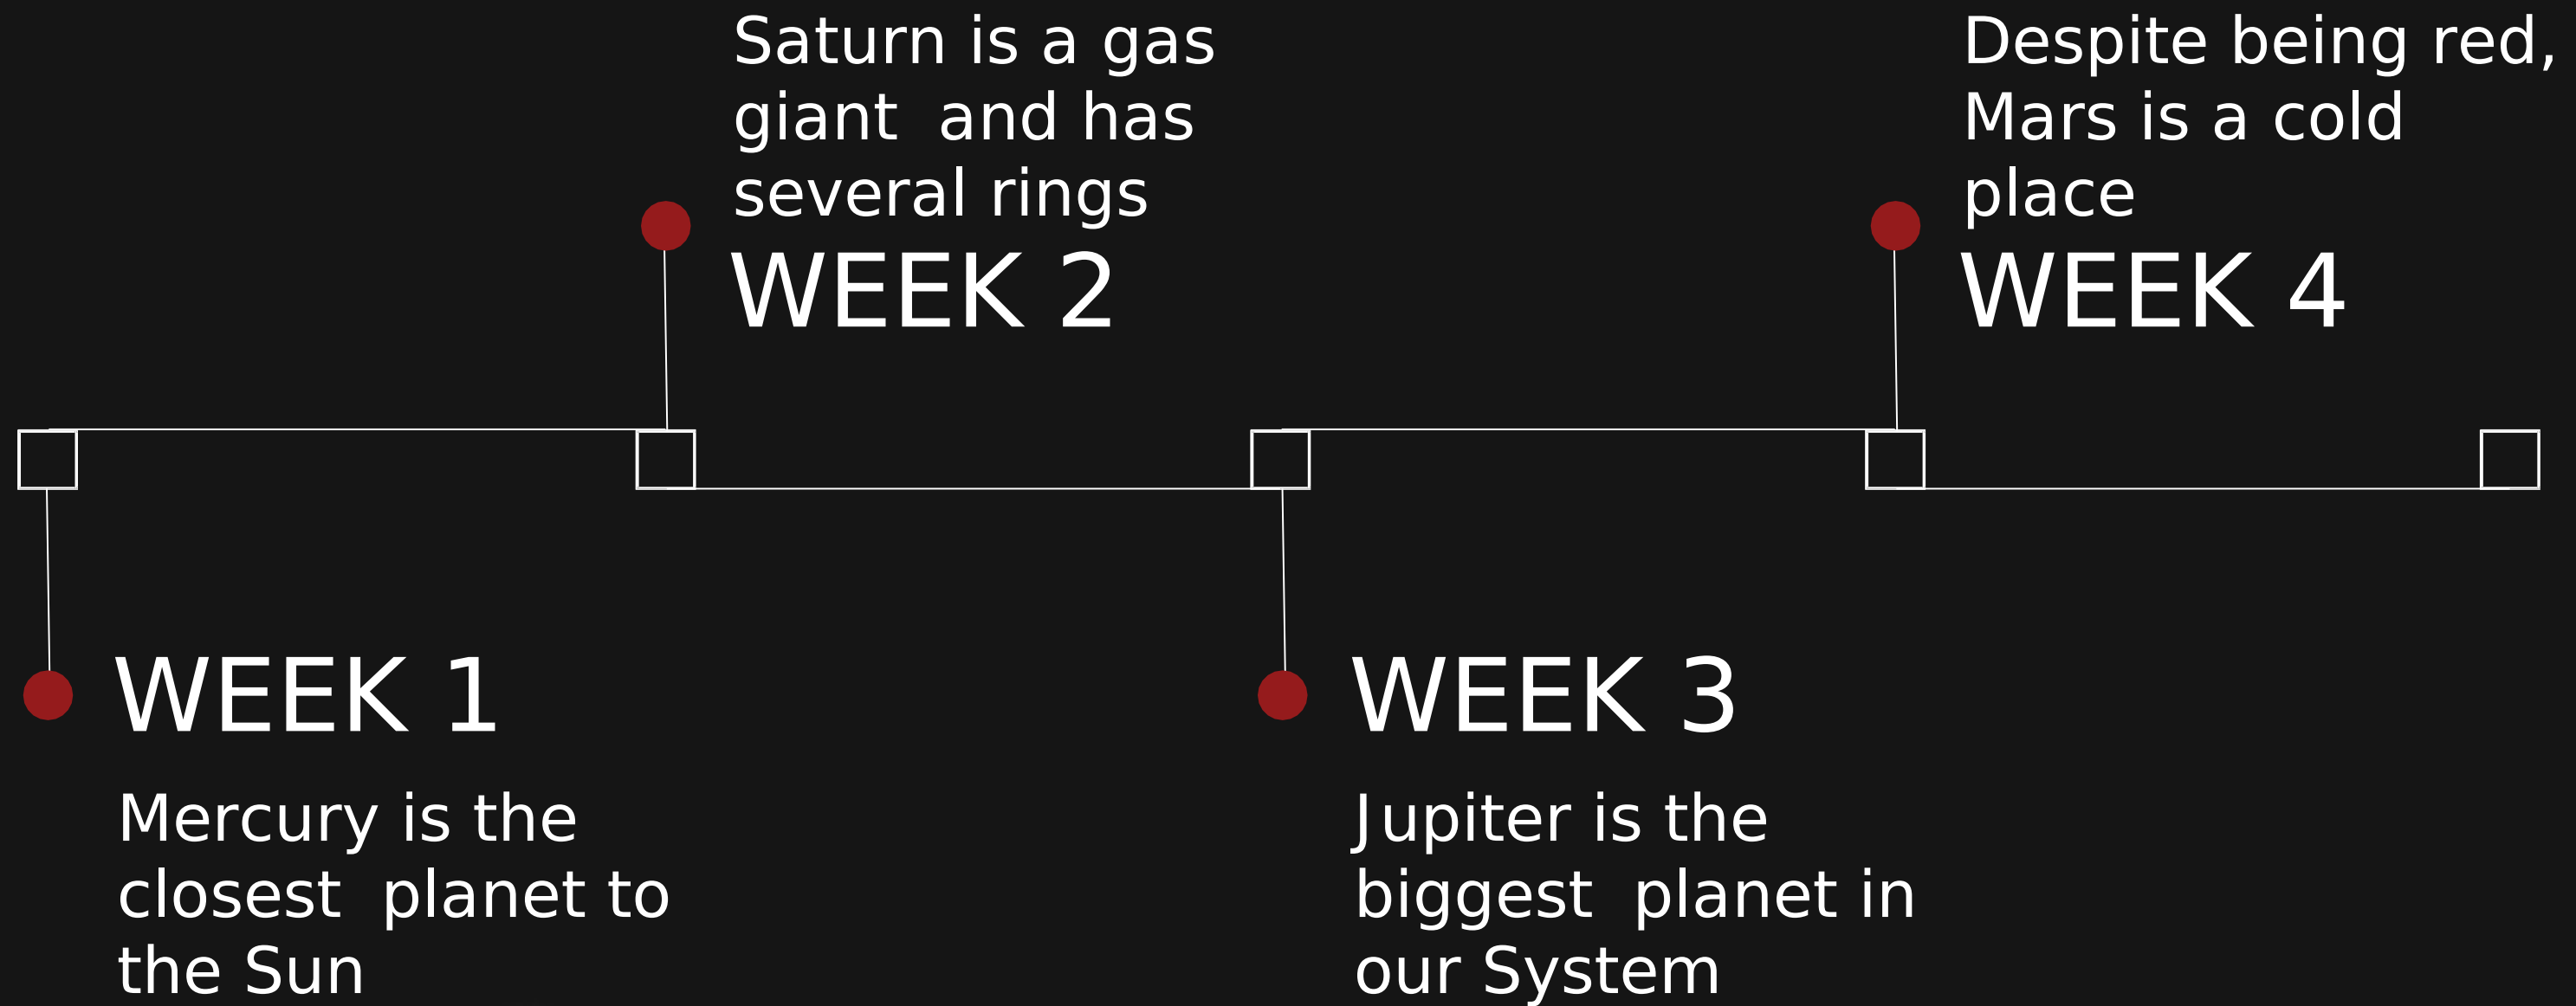 Saturn is a gas
giant and has
several rings
WEEK 2
Despite being red,
Mars is a cold
place
WEEK 4
WEEK 1
Mercury is the
closest planet to
the Sun
WEEK 3
Jupiter is the
biggest planet in
our System